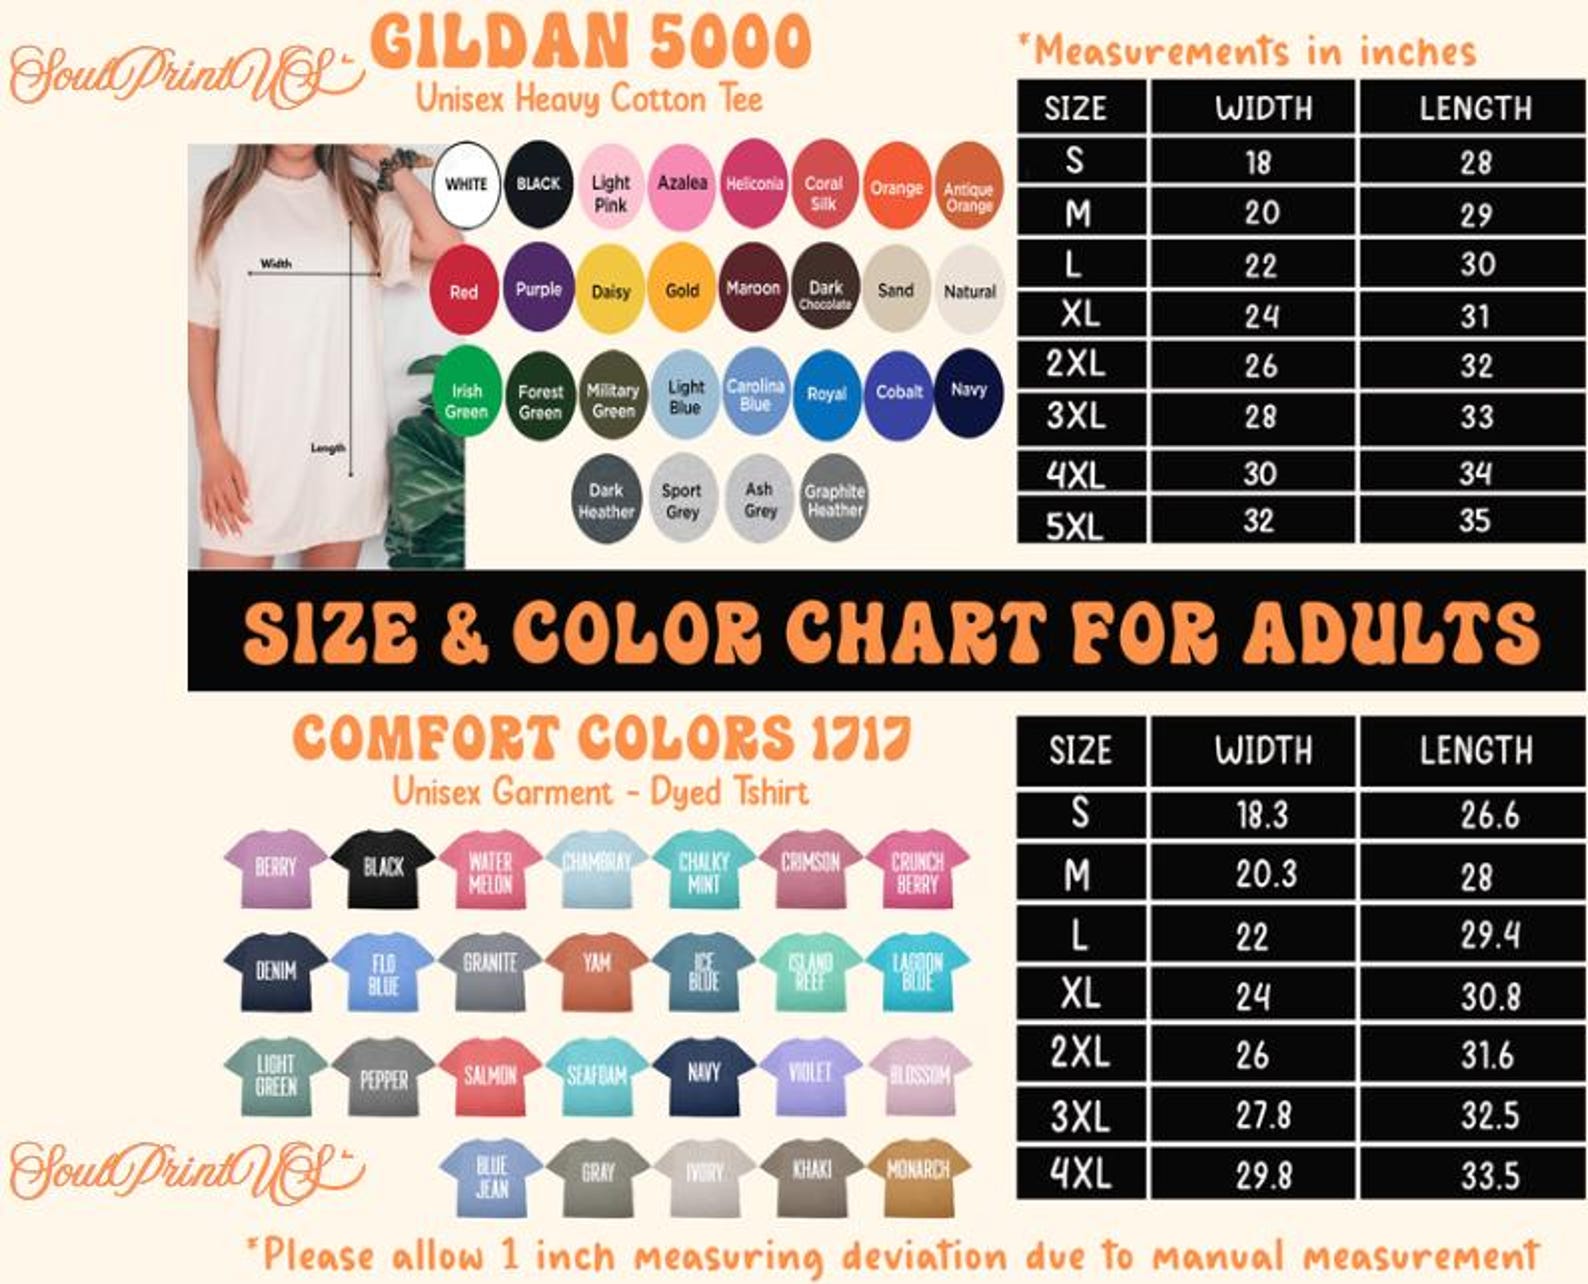 SoulPrintUS
GILDAN 5000
Unisex Heavy Cotton Tee
Width
Length
WHITE
BLACK
Light
Pink
Azalea
Heliconia
Coral
Silk
Orange
Antique
Orange
Red
Purple
Daisy
Gold
Maroon
Dark
Chocolate
Sand
Natural
Irish
Green
Forest
Green
Military
Green
Light
Blue
Carolina
Blue
Royal
Cobalt
Navy
Dark
Heather
Sport
Grey
Ash
Grey
Graphite
Heather
*Measurements in inches
SIZE WIDTH LENGTH
S 18 28
M 20 29
L 22 30
XL 24 31
2XL 26 32
3XL 28 33
4XL 30 34
5XL 32 35
SIZE & COLOR CHART FOR ADULTS
COMFORT COLORS 1717
Unisex Garment - Dyed Tshirt
BERRY
BLACK
WATER
MELON
CHAMBRAY
CHALKY
MINT
CRIMSON
CRUNCH
BERRY
DENIM
FLO
BLUE
GRANITE
YAM
ICE
BLUE
ISLAND
REEF
LAGOON
BLUE
LIGHT
GREEN
PEPPER
SALMON
SEAFOAM
NAVY
VIOLET
BLOSSOM
BLUE
JEAN
GRAY
IVORY
KHAKI
MONARCH
SIZE WIDTH LENGTH
S 18.3 26.6
M 20.3 28
L 22 29.4
XL 24 30.8
2XL 26 31.6
3XL 27.8 32.5
4XL 29.8 33.5
SoulPrintUS
*Please allow 1 inch measuring deviation due to manual measurement